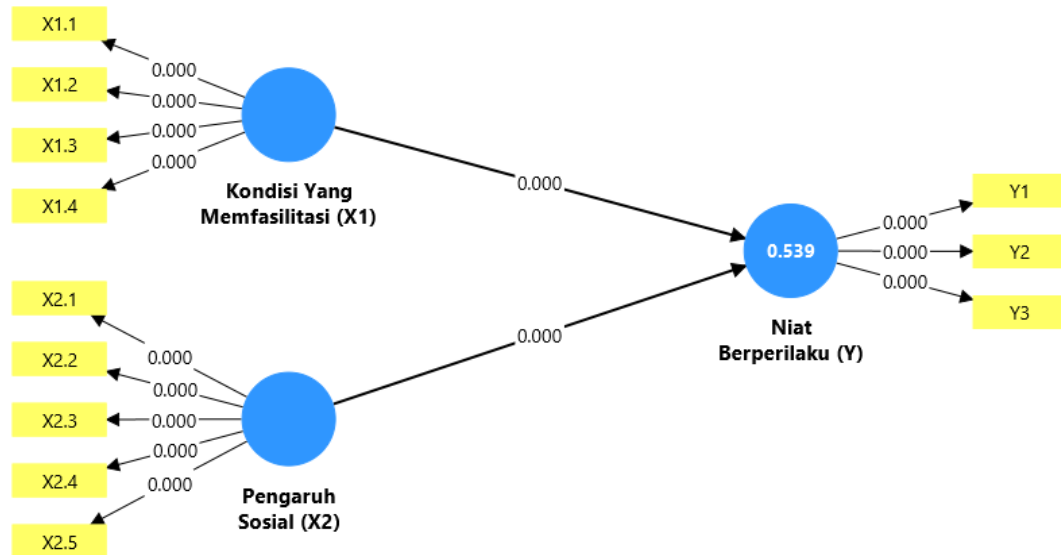 X1.1
0.000
X1.2
0.000
0.000
X1.3
0.000
X1.4
Kondisi Yang
Memfasilitasi (X1)
0.000
X2.1
0.000
X2.2
0.000
X2.3
0.000
0.000
X2.4
0.000
X2.5
Pengaruh
Sosial (X2)
0.000
0.539
Niat
Berperilaku (Y)
Y1
0.000
Y2
0.000
0.000
Y3